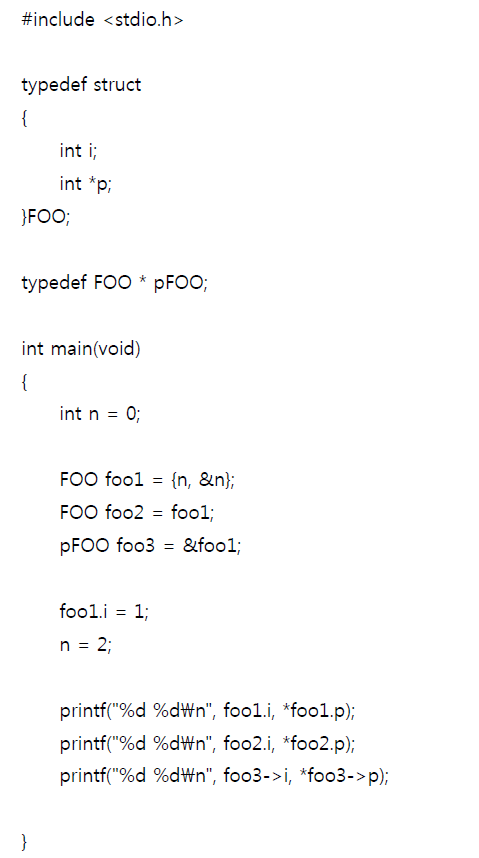 #include <stdio.h>
typedef struct
{
int i;
int *p;
}FOO;
typedef FOO * pFOO;
int main(void)
{
int n = 0;
FOO foo1 = {n, &n};
FOO foo2 = foo1;
pFOO foo3 = &foo1;
foo1.i = 1;
n = 2;
printf("%d %d₩n", foo1.i, *foo1.p);
printf("%d %d₩n", foo2.i, *foo2.p);
printf("%d %d₩n", foo3->i, *foo3->p);
}